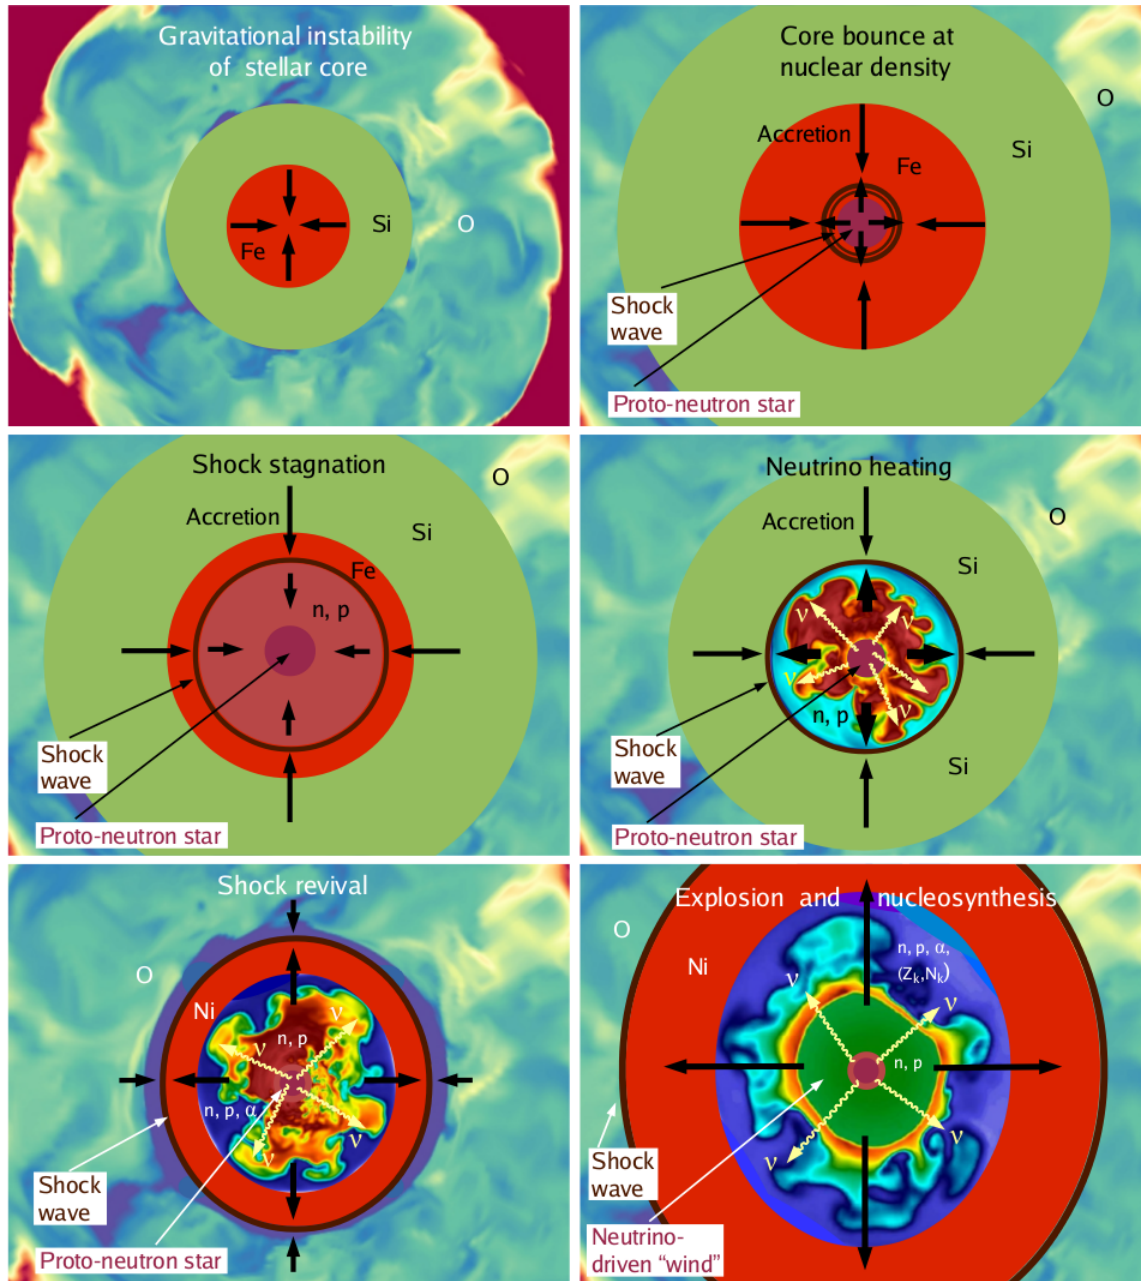 Gravitational instability
of stellar core
Si
O
Fe
Core bounce at
nuclear density
O
Accretion
Si
Fe
Shock
wave
Proto-neutron star
Shock stagnation
O
Accretion
Si
Fe
n, p
Shock
wave
Proto-neutron star
Neutrino heating
Accretion
O
Si
ν
ν
ν
ν
n, p
Shock
wave
Si
Proto-neutron star
Shock revival
O
Ni
ν
n, p
ν
n, p, α
ν
ν
Shock
wave
Proto-neutron star
Explosion and nucleosynthesis
O
Ni
n, p, α,
(Zk,Nk)
ν
ν
n, p
ν
ν
Shock
wave
Neutrino-
driven “wind”